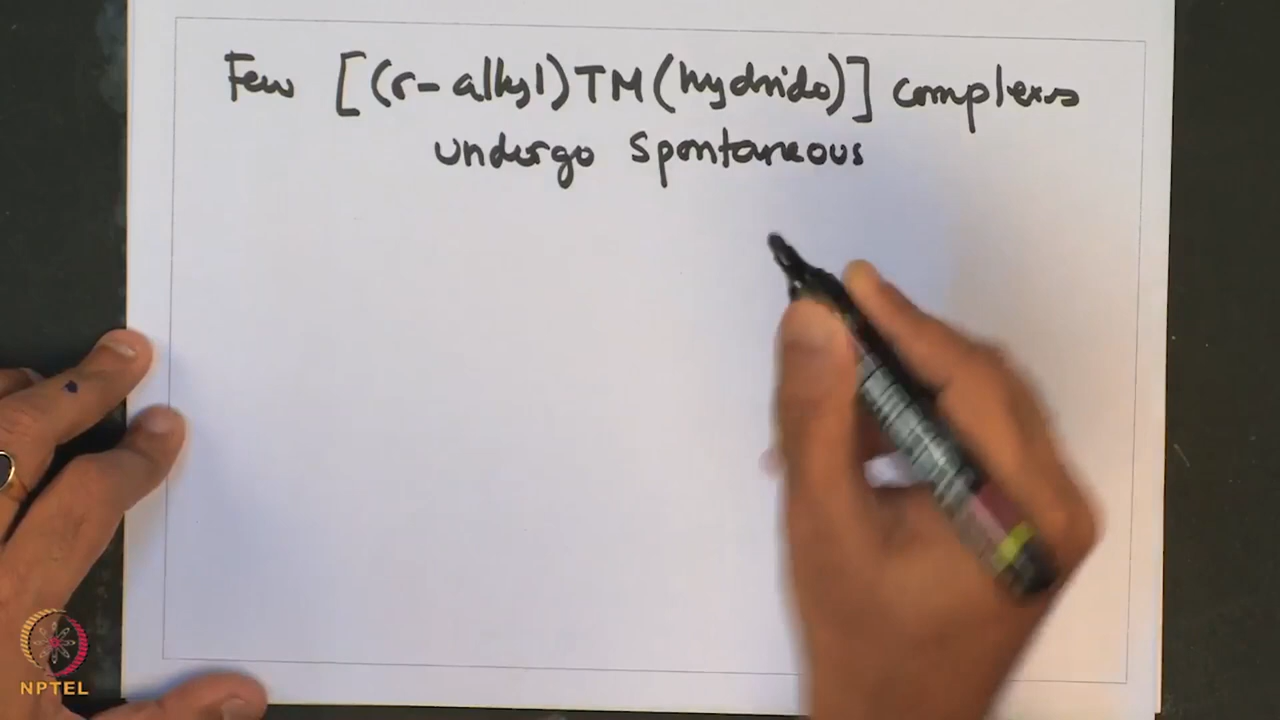 Few [(σ-alkyl)TM(hydrido)] complexes
undergo spontaneous
NPTEL